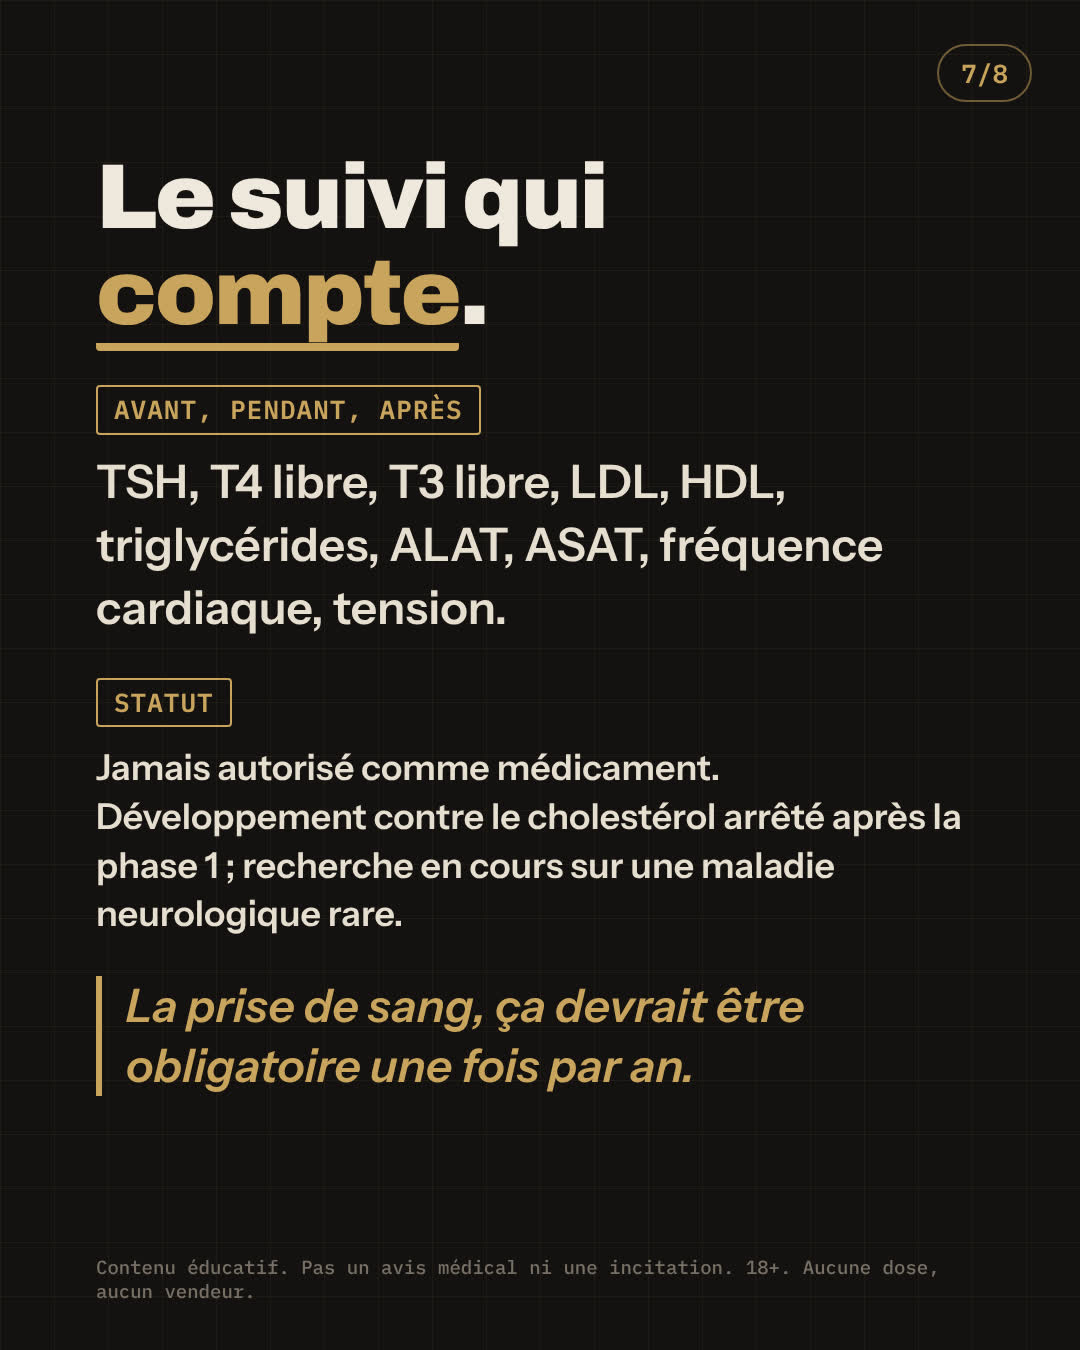 7/8
Le suivi qui
compte.
AVANT, PENDANT, APRÈS
TSH, T4 libre, T3 libre, LDL, HDL,
triglycérides, ALAT, ASAT, fréquence
cardiaque, tension.
STATUT
Jamais autorisé comme médicament.
Développement contre le cholestérol arrêté après la
phase 1 ; recherche en cours sur une maladie
neurologique rare.
La prise de sang, ça devrait être
obligatoire une fois par an.
Contenu éducatif. Pas un avis médical ni une incitation. 18+. Aucune dose,
aucun vendeur.